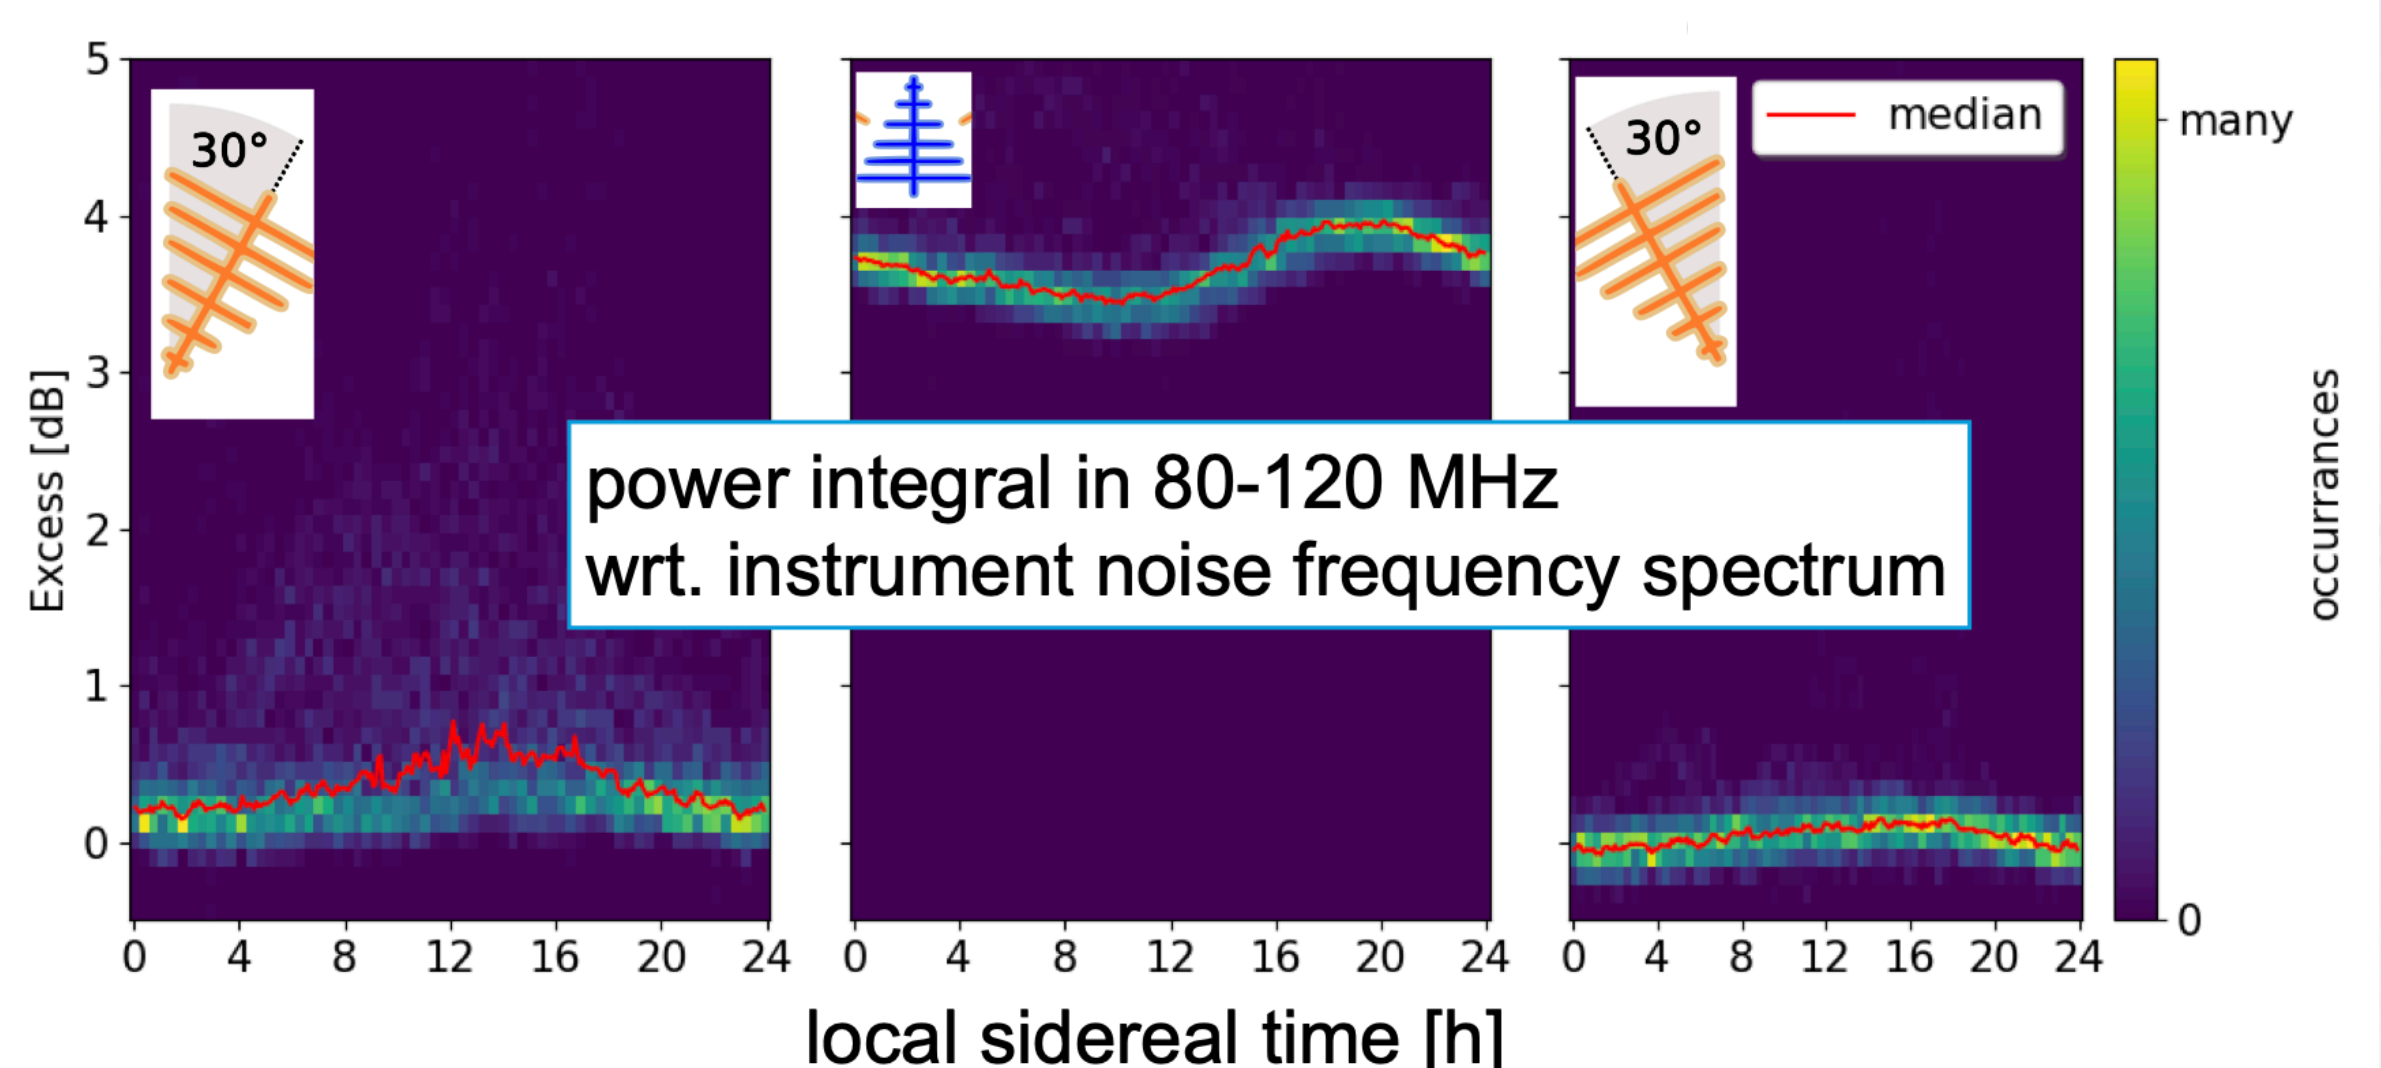 5
4
3
2
1
0
Excess [dB]
30°
30°
median
many
0
occurrances
power integral in 80-120 MHz
wrt. instrument noise frequency spectrum
0 4 8 12 16 20 24
0 4 8 12 16 20 24
0 4 8 12 16 20 24
local sidereal time [h]